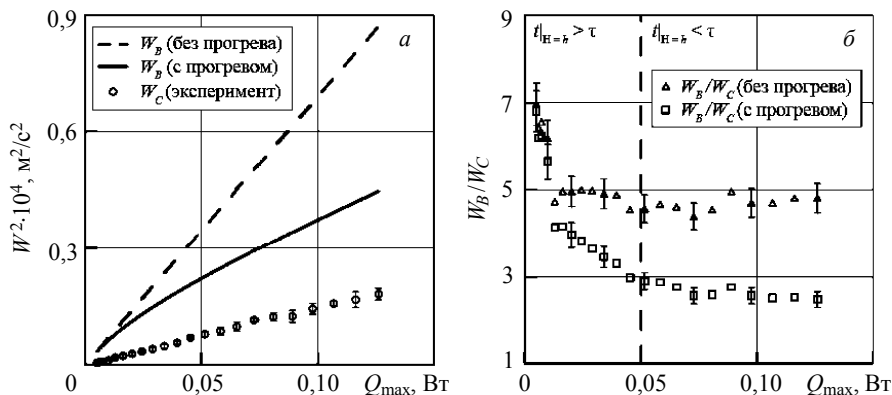 0,9
0,6
0,3
0
0,05
0,10
Q_max, Вт
W²·10⁴, м²/с²
а
W_B (без прогрева)
W_B (с прогревом)
W_C (эксперимент)
9
7
5
3
1
0
0,05
0,10
Q_max, Вт
W_B/W_C
б
t|_H=h > τ
t|_H=h < τ
W_B/W_C (без прогрева)
W_B/W_C (с прогревом)